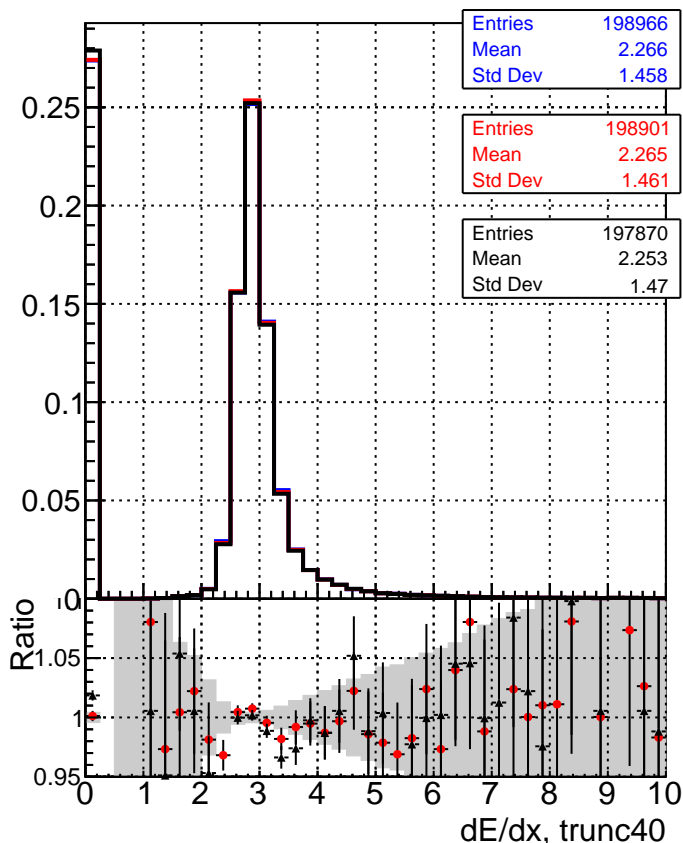 Entries 198966
Mean 2.266
Std Dev 1.458
Entries 198901
Mean 2.265
Std Dev 1.461
Entries 197870
Mean 2.253
Std Dev 1.47
0.25
0.2
0.15
0.1
0.05
0
Ratio
1.05
1
0.95
0 1 2 3 4 5 6 7 8 9 10
dE/dx, trunc40